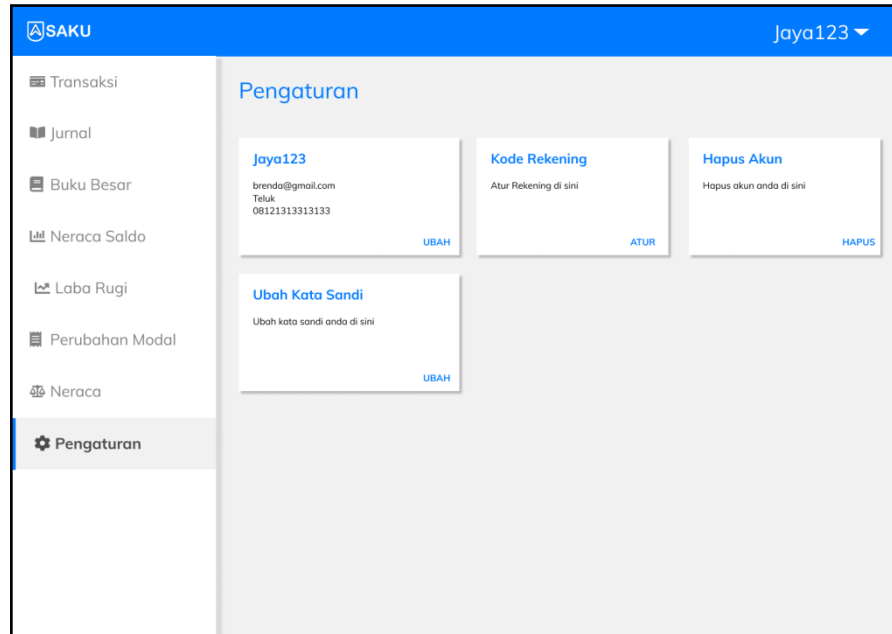 SAKU
Jaya123
Transaksi
Jurnal
Buku Besar
Neraca Saldo
Laba Rugi
Perubahan Modal
Neraca
Pengaturan
Pengaturan
Jaya123
brenda@gmail.com
Teluk
08121313313133
UBAH
Kode Rekening
Atur Rekening di sini
ATUR
Hapus Akun
Hapus akun anda di sini
HAPUS
Ubah Kata Sandi
Ubah kata sandi anda di sini
UBAH